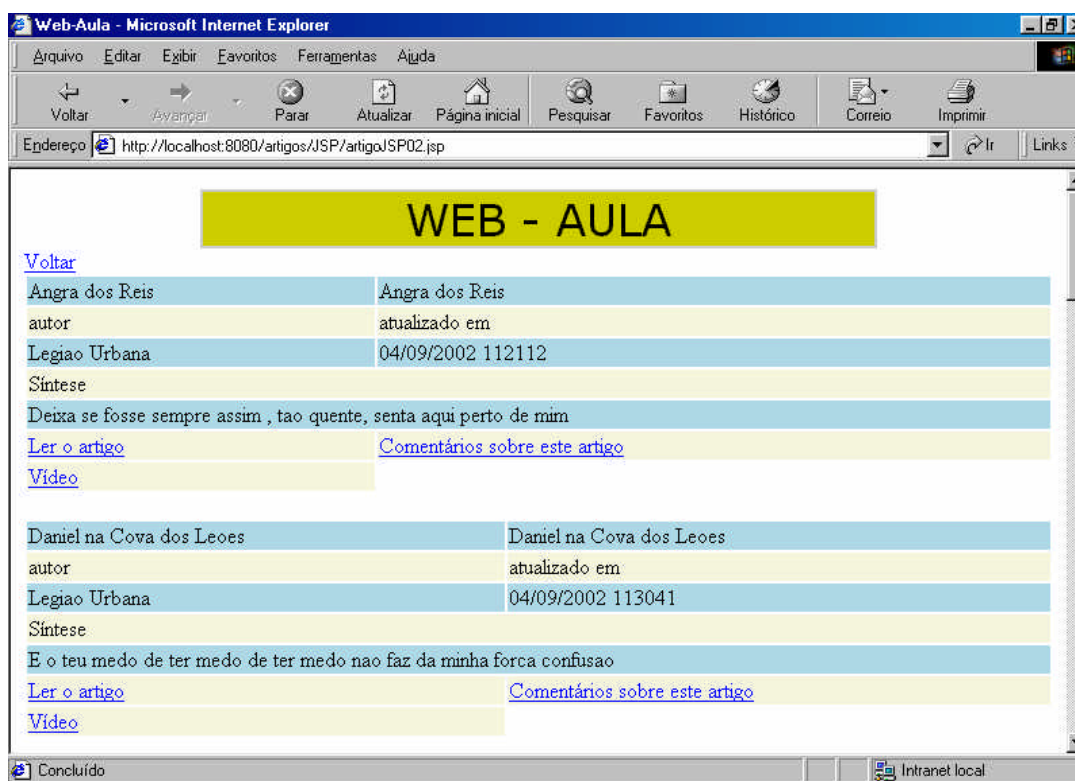 Web-Aula - Microsoft Internet Explorer
Arquivo Editar Exibir Favoritos Ferramentas Ajuda
Voltar Avançar Parar Atualizar Página inicial Pesquisar Favoritos Histórico Correio Imprimir
Endereço http://localhost:8080/artigos/JSP/artigoJSP02.jsp Ir Links
WEB - AULA
Voltar
Angra dos Reis Angra dos Reis
autor atualizado em
Legiao Urbana 04/09/2002 112112
Síntese
Deixa se fosse sempre assim , tao quente, senta aqui perto de mim
Ler o artigo Comentários sobre este artigo
Vídeo
Daniel na Cova dos Leoes Daniel na Cova dos Leoes
autor atualizado em
Legiao Urbana 04/09/2002 113041
Síntese
E o teu medo de ter medo de ter medo nao faz da minha forca confusao
Ler o artigo Comentários sobre este artigo
Vídeo
Concluído Intranet local